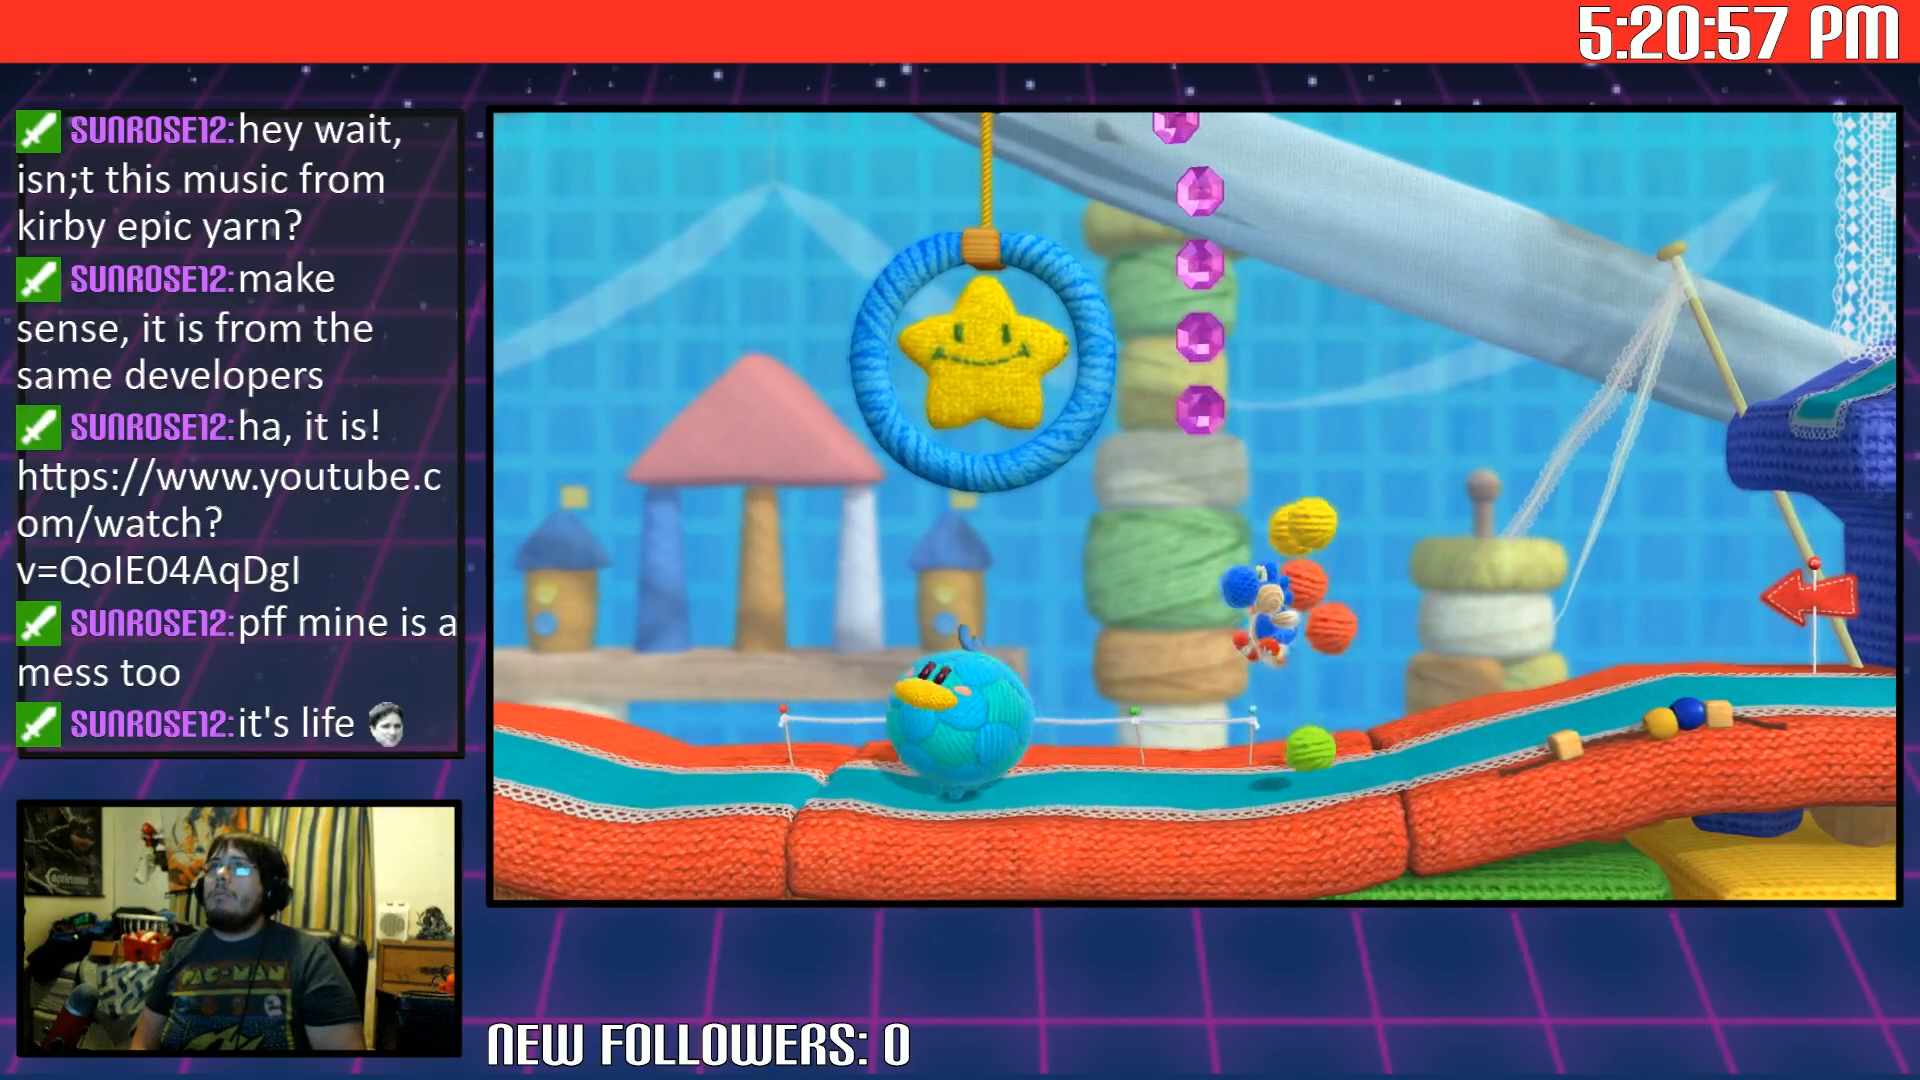 5:20:57 PM
SUNROSE12:hey wait,
isn;t this music from
kirby epic yarn?
SUNROSE12:make
sense, it is from the
same developers
SUNROSE12:ha, it is!
https://www.youtube.c
om/watch?
v=QoIE04AqDgI
SUNROSE12:pff mine is a
mess too
SUNROSE12:it's life
PAC-MAN
NEW FOLLOWERS: 0